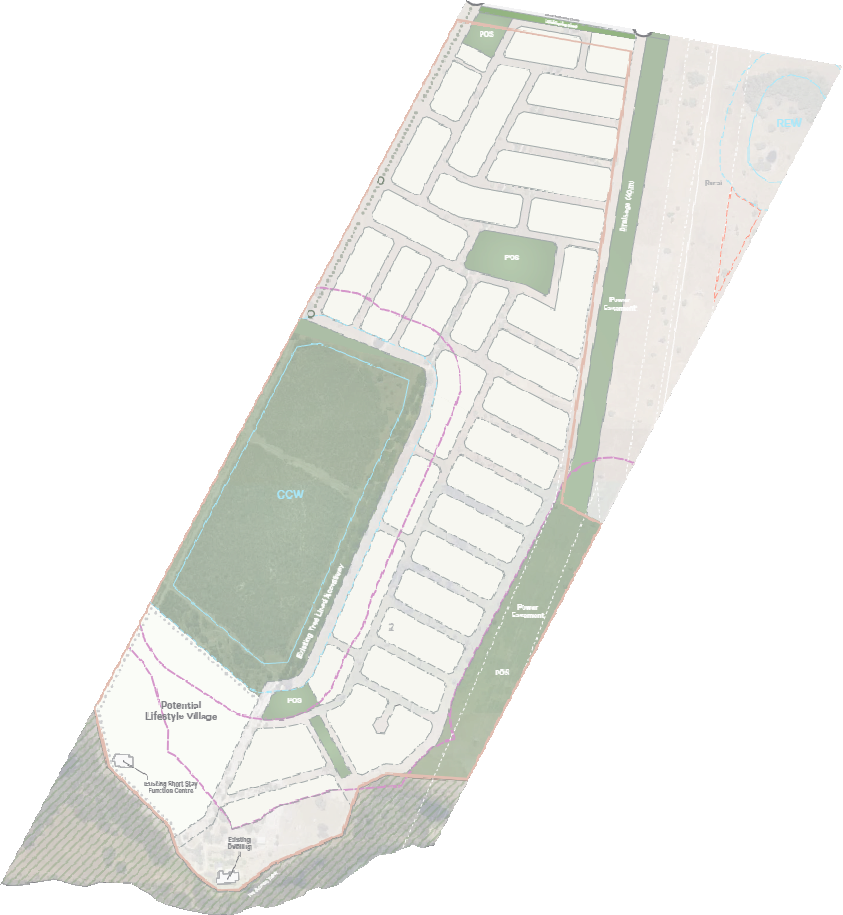 POS
REW
Drainage (40m)
POS
Power
Easement
CCW
Existing Tree Lined
Power
Easement
2
POS
POS
Potential
Lifestyle Village
Existing Short Stay
Function Centre
Existing
Dwelling